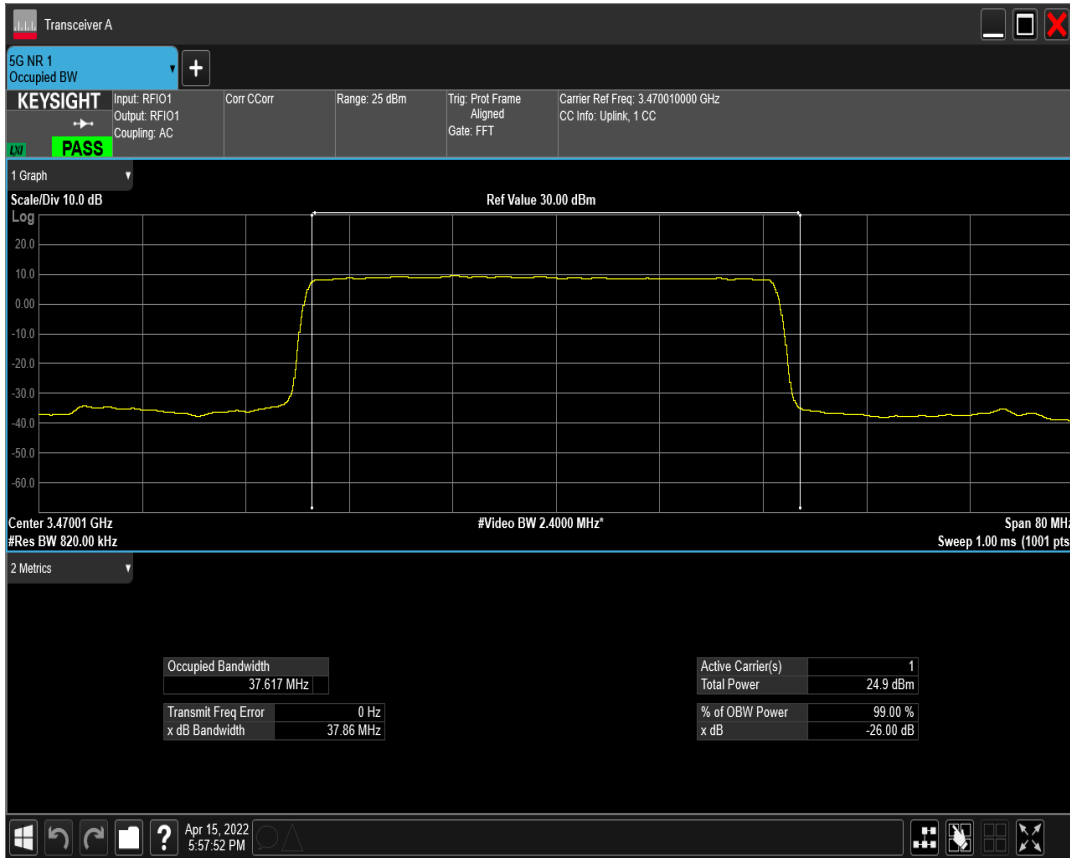 Transceiver A
5G NR 1
Occupied BW
+
KEYSIGHT
LXI
PASS
Input: RFIO1
Output: RFIO1
Coupling: AC
Corr CCorr
Range: 25 dBm
Trig: Prot Frame
Aligned
Gate: FFT
Carrier Ref Freq: 3.470010000 GHz
CC Info: Uplink, 1 CC
1 Graph
Scale/Div 10.0 dB
Ref Value 30.00 dBm
Log
20.0
10.0
0.00
-10.0
-20.0
-30.0
-40.0
-50.0
-60.0
Center 3.47001 GHz
#Video BW 2.4000 MHz*
Span 80 MHz
#Res BW 820.00 kHz
Sweep 1.00 ms (1001 pts
2 Metrics
Occupied Bandwidth
37.617 MHz
Transmit Freq Error 0 Hz
x dB Bandwidth 37.86 MHz
Active Carrier(s) 1
Total Power 24.9 dBm
% of OBW Power 99.00 %
x dB -26.00 dB
?
Apr 15, 2022
5:57:52 PM